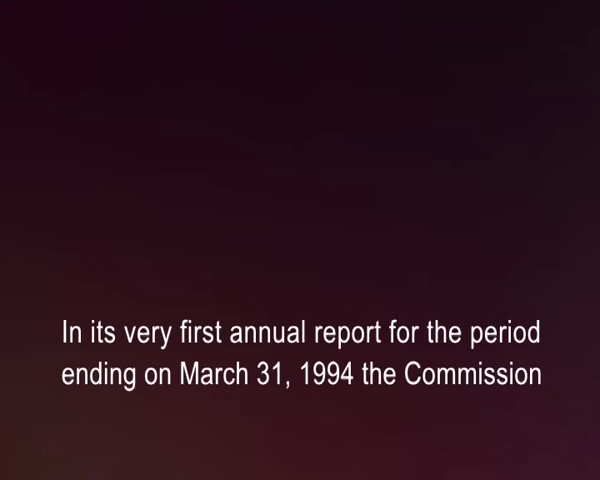 In its very first annual report for the period
ending on March 31, 1994 the Commission